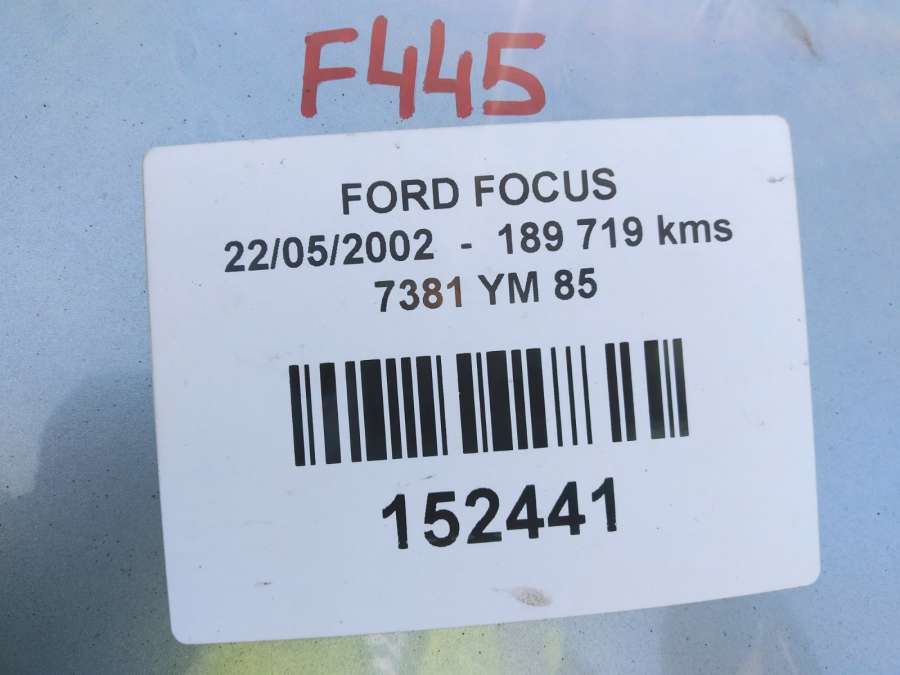 F445
FORD FOCUS
22/05/2002 - 189 719 kms
7381 YM 85
152441